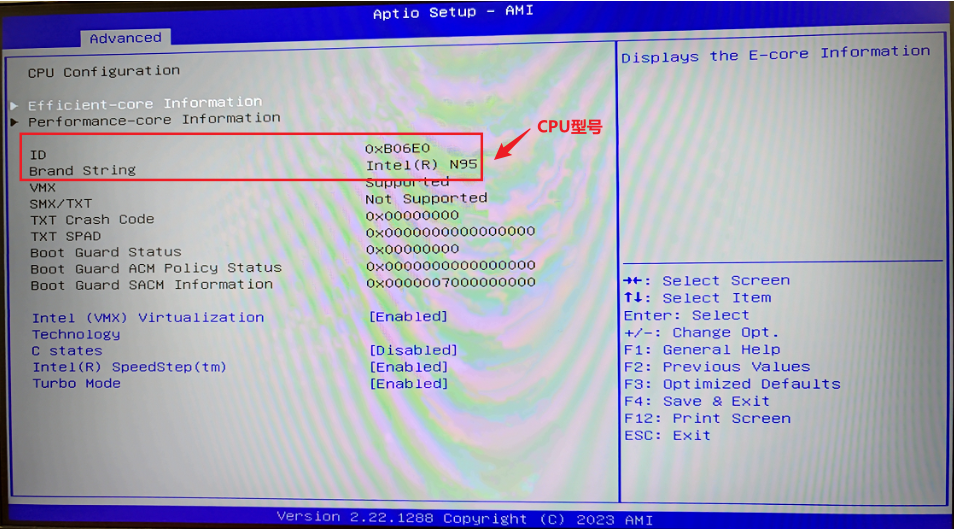 Aptio Setup - AMI
Advanced
CPU Configuration
Efficient-core Information
Performance-core Information
ID 0xB06E0
Brand String Intel(R) N95
VMX Supported
SMX/TXT Not Supported
TXT Crash Code 0x00000000
TXT SPAD 0x0000000000000000
Boot Guard Status 0x00000000
Boot Guard ACM Policy Status 0x0000000000000000
Boot Guard SACM Information 0x0000007000000000
Intel (VMX) Virtualization [Enabled]
Technology
C states [Disabled]
Intel(R) SpeedStep(tm) [Enabled]
Turbo Mode [Enabled]
CPU型号
Displays the E-core Information
→←: Select Screen
↑↓: Select Item
Enter: Select
+/-: Change Opt.
F1: General Help
F2: Previous Values
F3: Optimized Defaults
F4: Save & Exit
F12: Print Screen
ESC: Exit
Version 2.22.1288 Copyright (C) 2023 AMI